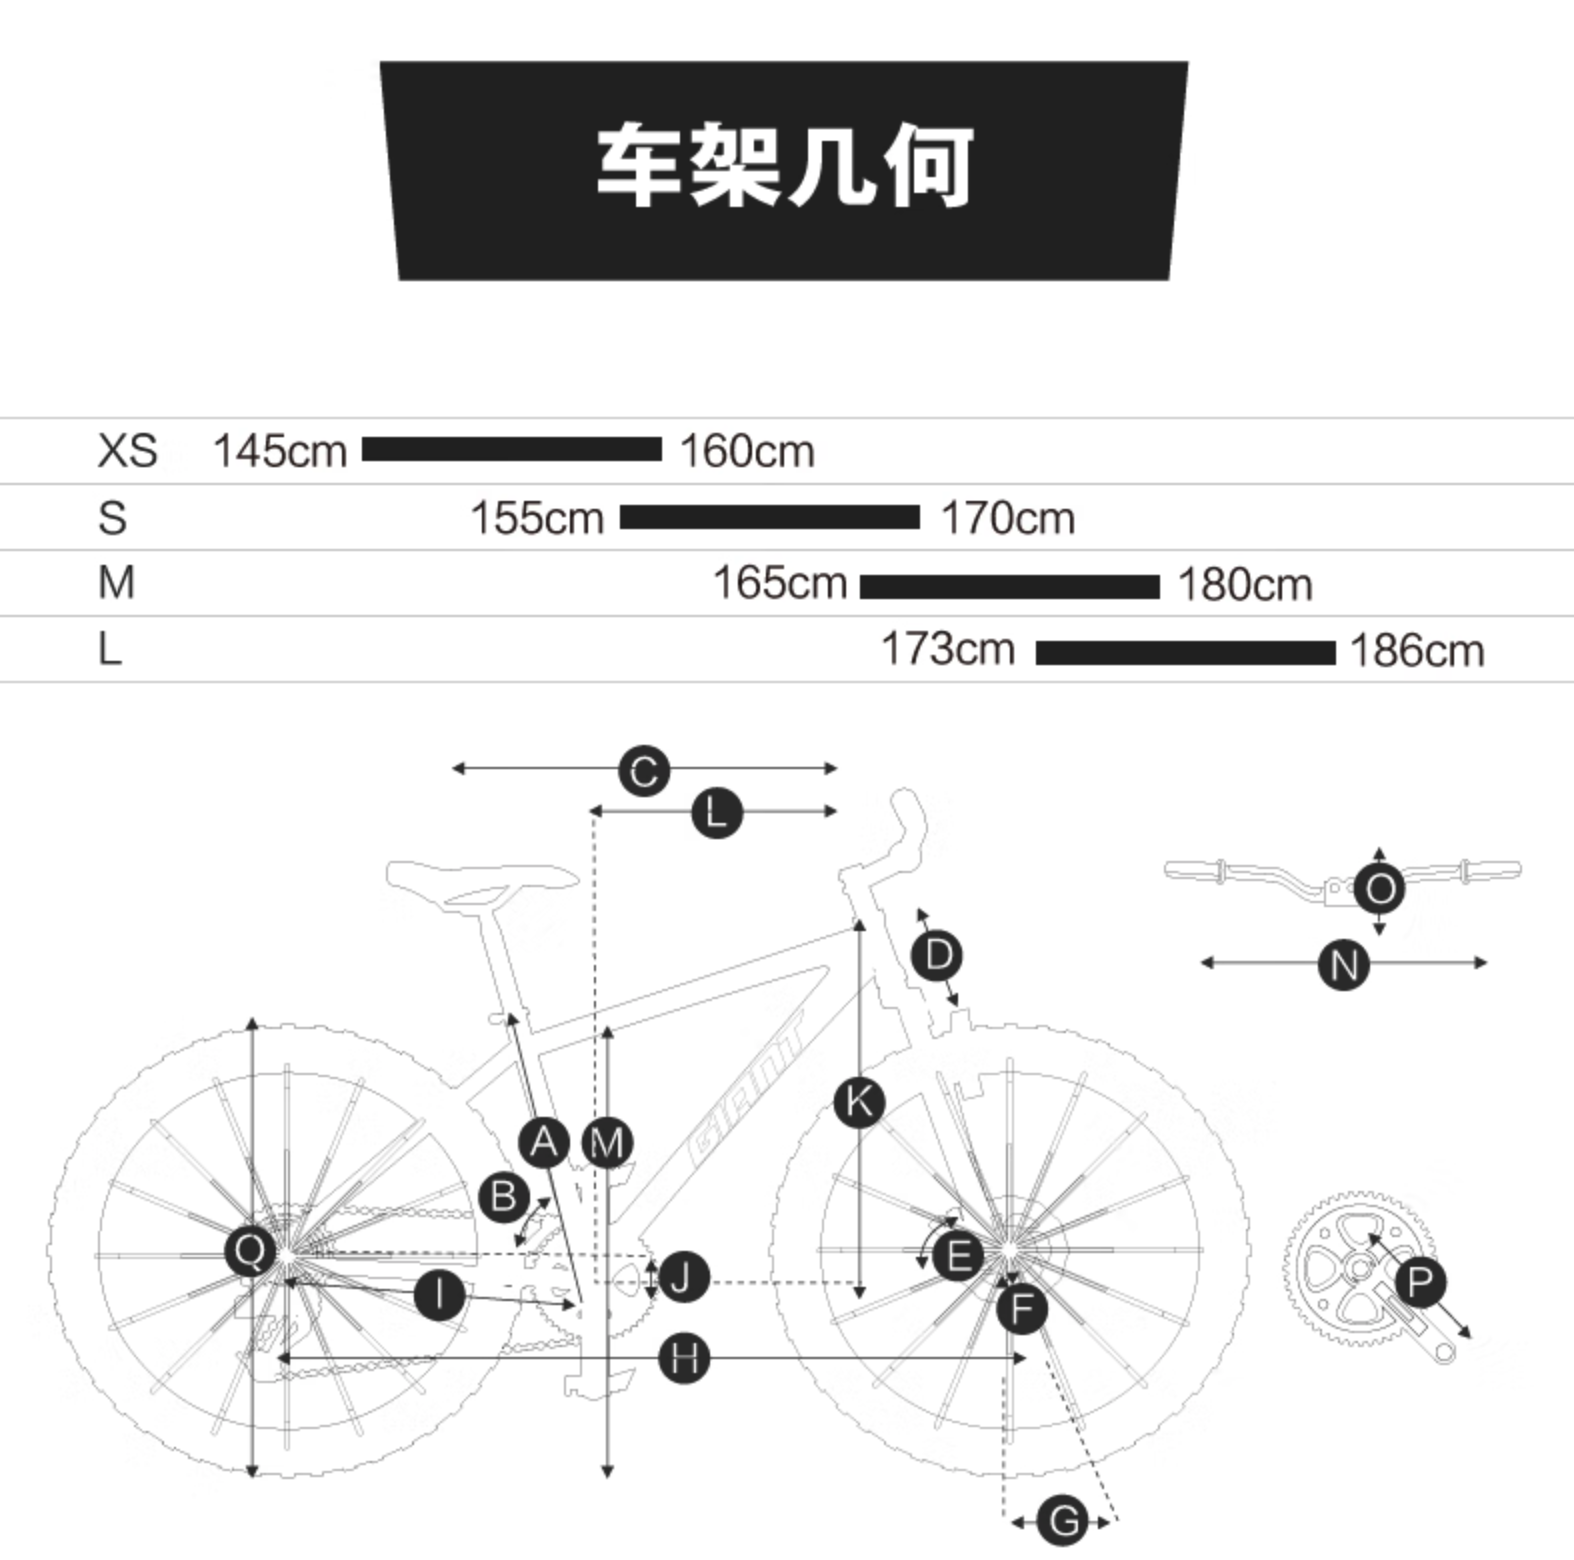 车架几何
XS 145cm 160cm
S 155cm 170cm
M 165cm 180cm
L 173cm 186cm
C
L
O
D
N
GIANT
K
A M
B
Q
E
J
P
I
F
H
G